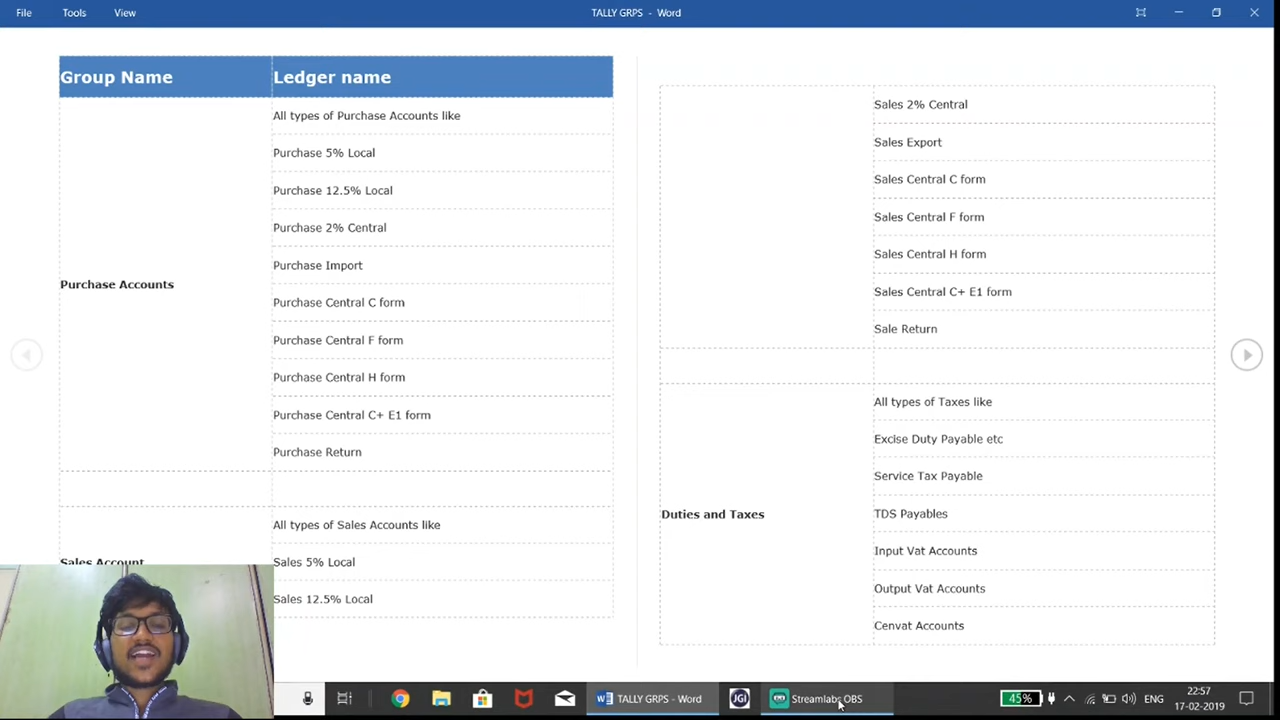 File Tools View TALLY GRPS - Word
Group Name Ledger name
All types of Purchase Accounts like
Purchase 5% Local
Purchase 12.5% Local
Purchase 2% Central
Purchase Import
Purchase Accounts
Purchase Central C form
Purchase Central F form
Purchase Central H form
Purchase Central C+ E1 form
Purchase Return
All types of Sales Accounts like
Sales Account
Sales 5% Local
Sales 12.5% Local
Sales 2% Central
Sales Export
Sales Central C form
Sales Central F form
Sales Central H form
Sales Central C+ E1 form
Sale Return
All types of Taxes like
Excise Duty Payable etc
Service Tax Payable
Duties and Taxes
TDS Payables
Input Vat Accounts
Output Vat Accounts
Cenvat Accounts
TALLY GRPS - Word JGI Streamlabs OBS 45% ENG 22:57
17-02-2019